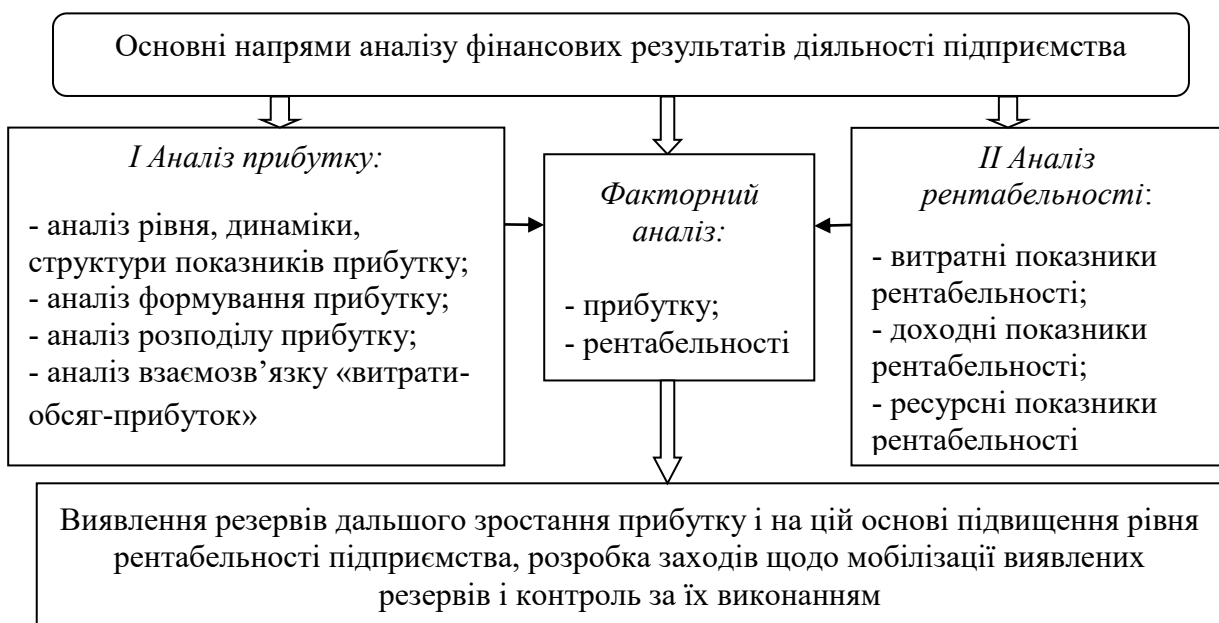 Основні напрями аналізу фінансових результатів діяльності підприємства
І Аналіз прибутку:
- аналіз рівня, динаміки,
структури показників прибутку;
- аналіз формування прибутку;
- аналіз розподілу прибутку;
- аналіз взаємозв’язку «витрати-
обсяг-прибуток»
Факторний
аналіз:
- прибутку;
- рентабельності
ІІ Аналіз
рентабельності:
- витратні показники
рентабельності;
- доходні показники
рентабельності;
- ресурсні показники
рентабельності
Виявлення резервів дальшого зростання прибутку і на цій основі підвищення рівня
рентабельності підприємства, розробка заходів щодо мобілізації виявлених
резервів і контроль за їх виконанням